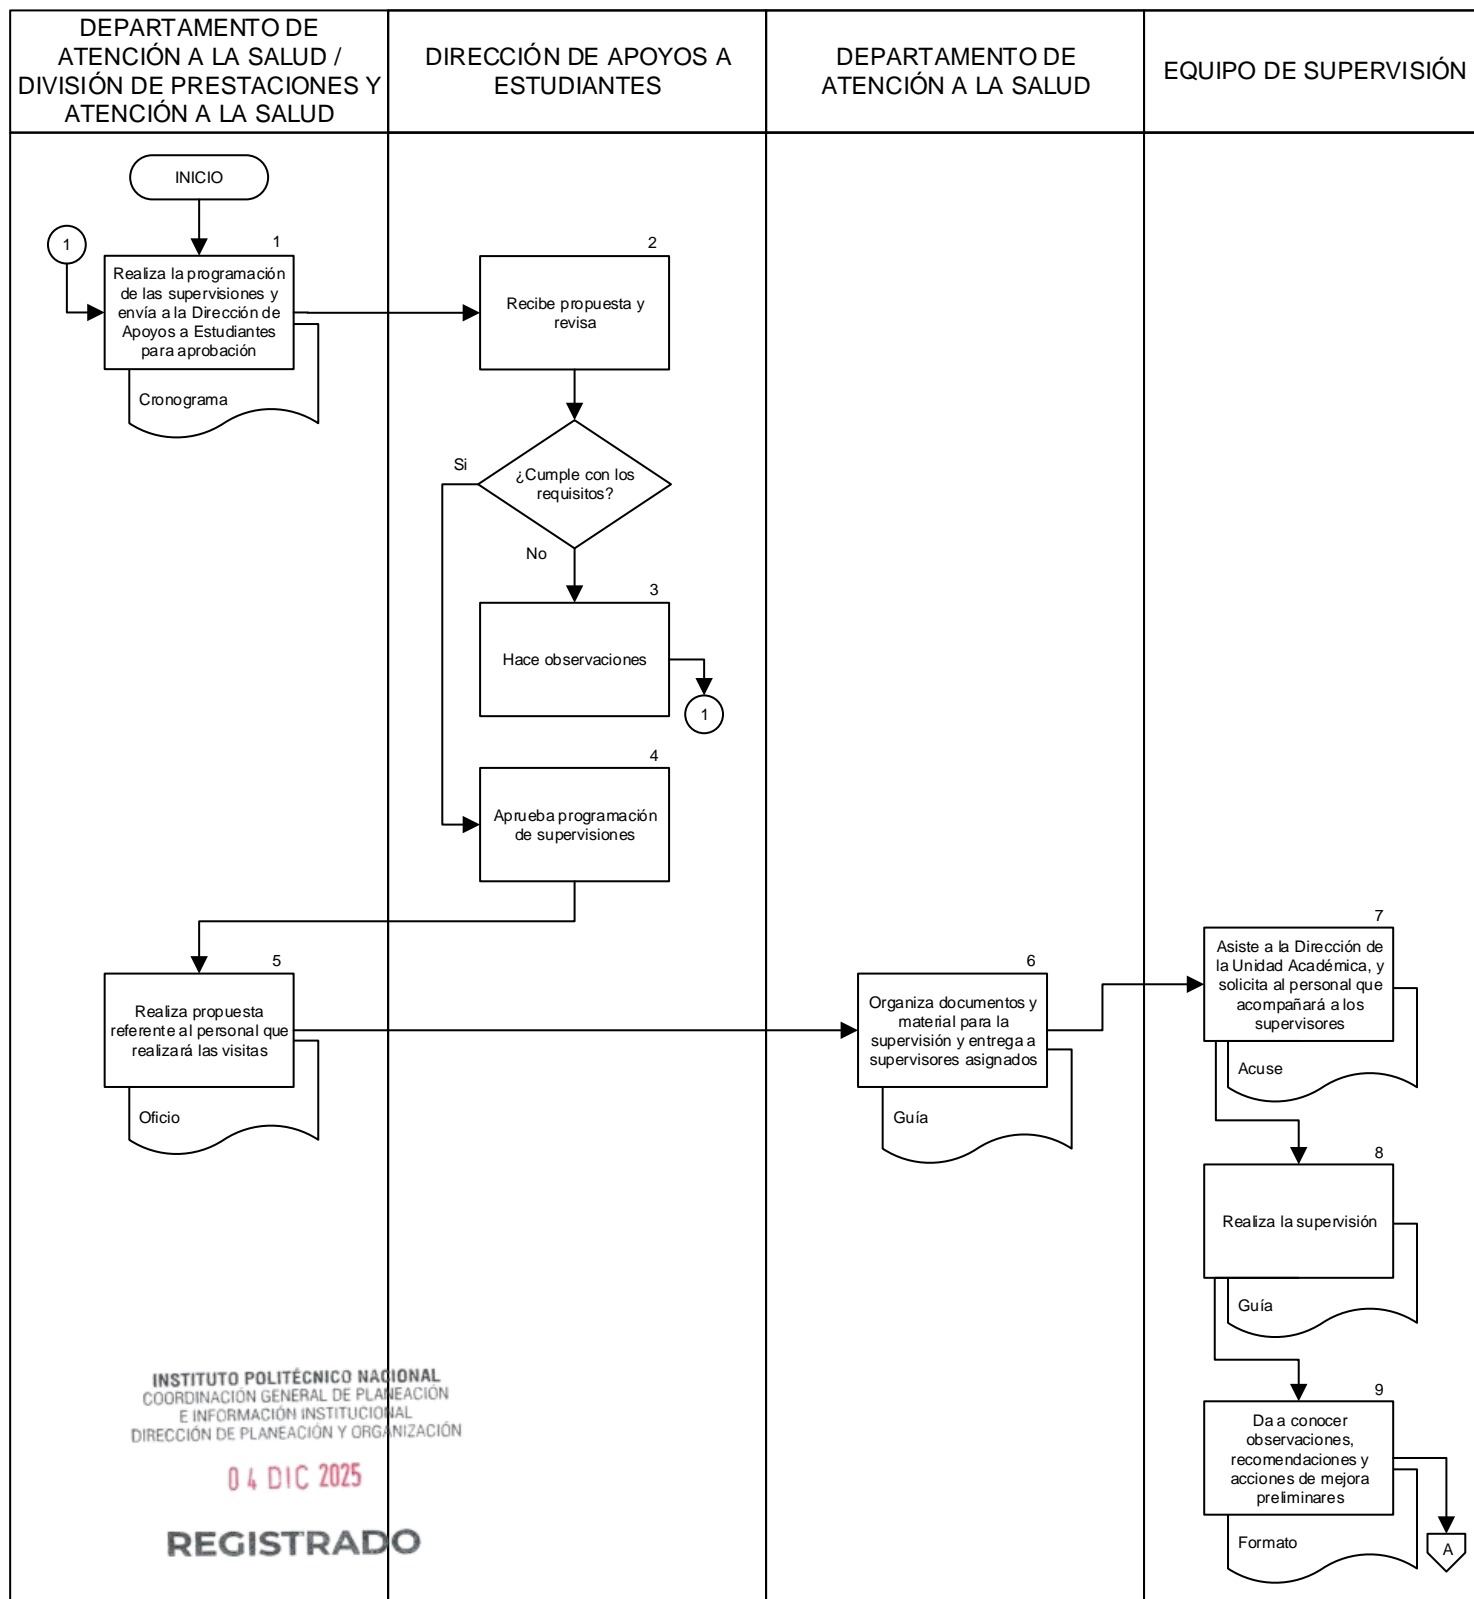 DEPARTAMENTO DE
ATENCIÓN A LA SALUD /
DIVISIÓN DE PRESTACIONES Y
ATENCIÓN A LA SALUD
DIRECCIÓN DE APOYOS A
ESTUDIANTES
DEPARTAMENTO DE
ATENCIÓN A LA SALUD
EQUIPO DE SUPERVISIÓN
INICIO
1
1
Realiza la programación
de las supervisiones y
envía a la Dirección de
Apoyos a Estudiantes
para aprobación
Cronograma
2
Recibe propuesta y
revisa
¿Cumple con los
requisitos?
Si
No
3
Hace observaciones
1
4
Aprueba programación
de supervisiones
5
Realiza propuesta
referente al personal que
realizará las visitas
Oficio
6
Organiza documentos y
material para la
supervisión y entrega a
supervisores asignados
Guía
7
Asiste a la Dirección de
la Unidad Académica, y
solicita al personal que
acompañará a los
supervisores
Acuse
8
Realiza la supervisión
Guía
9
Da a conocer
observaciones,
recomendaciones y
acciones de mejora
preliminares
Formato
A
INSTITUTO POLITÉCNICO NACIONAL
COORDINACIÓN GENERAL DE PLANEACIÓN
E INFORMACIÓN INSTITUCIONAL
DIRECCIÓN DE PLANEACIÓN Y ORGANIZACIÓN
04 DIC 2025
REGISTRADO